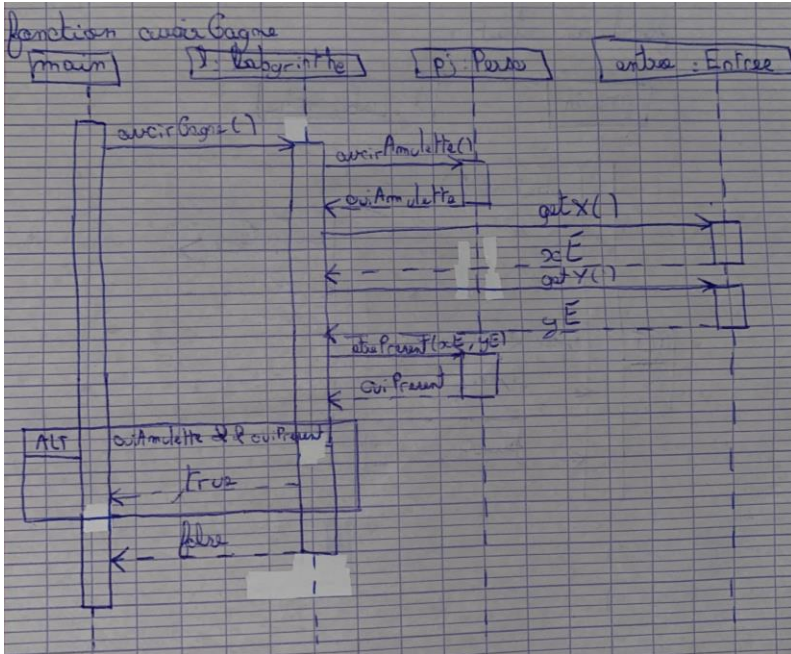 fonction avoirGagne
main
l : Labyrinthe
pj : Perso
entree : Entree
avoirGagne()
avoirAmulette()
ouiAmulette
getX()
xE
getY()
yE
etrePresent(xE, yE)
ouiPresent
ALT
ouiAmulette && ouiPresent
true
false